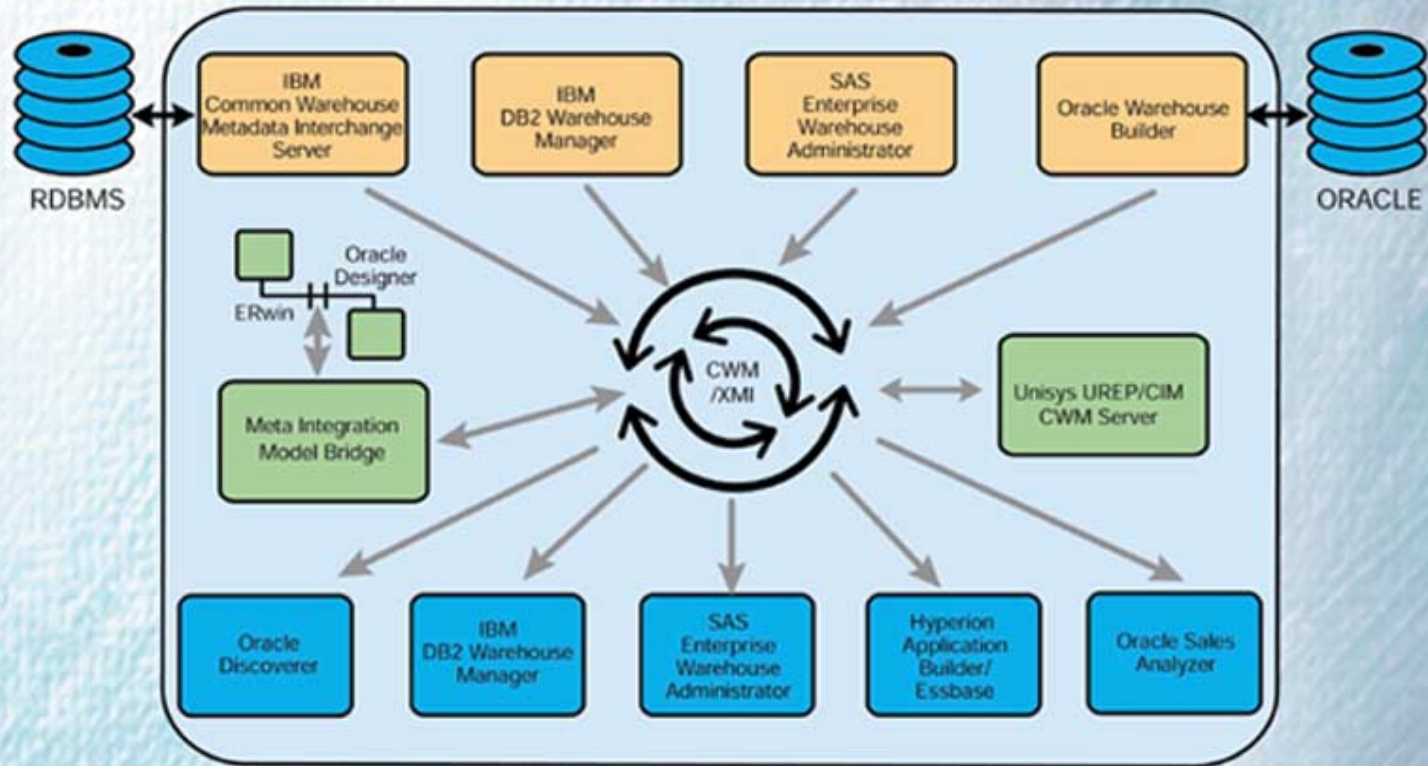 IBM
Common Warehouse
Metadata Interchange
Server
IBM
DB2 Warehouse
Manager
SAS
Enterprise
Warehouse
Administrator
Oracle Warehouse
Builder
RDBMS
ORACLE
Oracle
Designer
ERwin
CWM
/XMI
Meta Integration
Model Bridge
Unisys UREP/CIM
CWM Server
Oracle
Discoverer
IBM
DB2 Warehouse
Manager
SAS
Enterprise
Warehouse
Administrator
Hyperion
Application
Builder/
Essbase
Oracle Sales
Analyzer